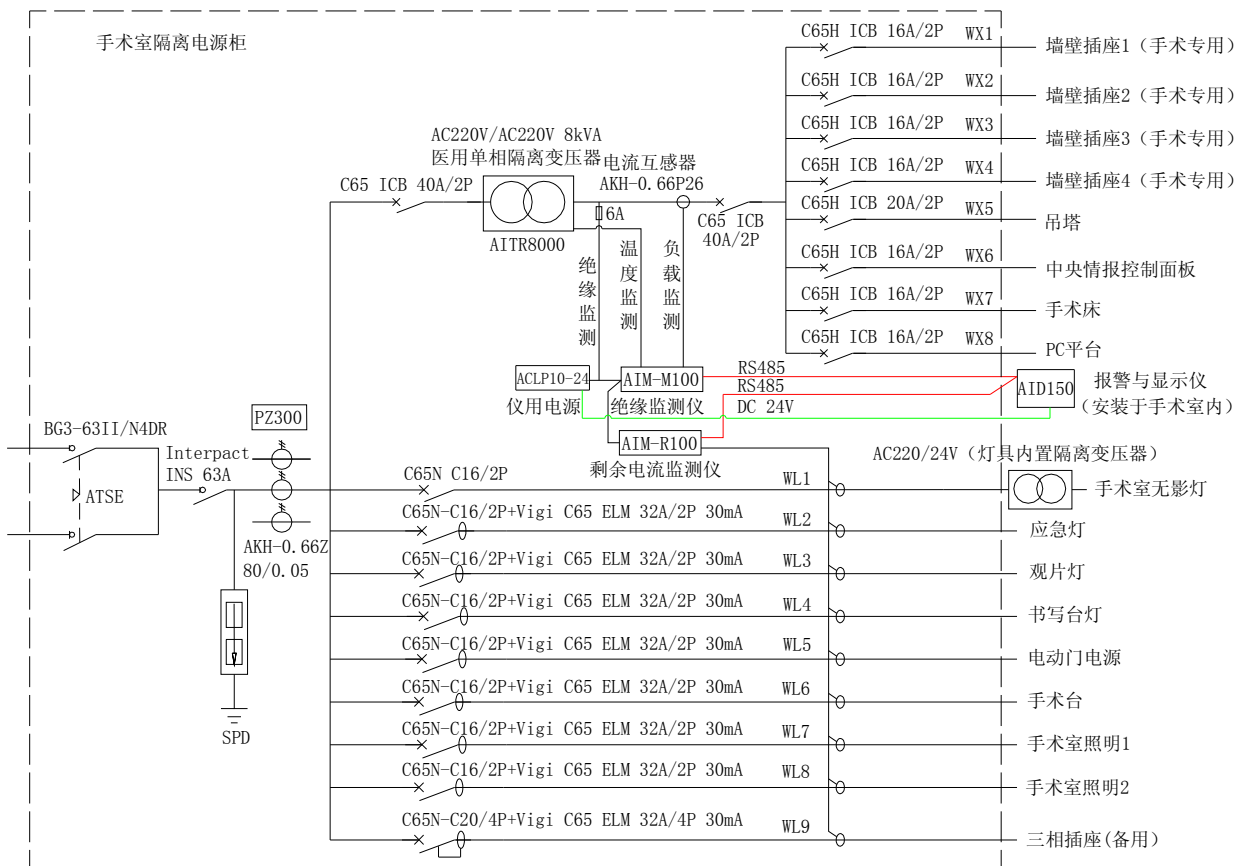 手术室隔离电源柜
C65H ICB 16A/2P WX1
墙壁插座1（手术专用）
C65H ICB 16A/2P WX2
墙壁插座2（手术专用）
C65H ICB 16A/2P WX3
墙壁插座3（手术专用）
C65H ICB 16A/2P WX4
墙壁插座4（手术专用）
C65H ICB 20A/2P WX5
吊塔
C65H ICB 16A/2P WX6
中央情报控制面板
C65H ICB 16A/2P WX7
手术床
C65H ICB 16A/2P WX8
PC平台
AC220V/AC220V 8kVA
医用单相隔离变压器
电流互感器
AKH-0.66P26
C65 ICB 40A/2P
AITR8000
6A
C65 ICB
40A/2P
绝缘监测
温度监测
负载监测
ACLP10-24
仪用电源
AIM-M100
绝缘监测仪
RS485
RS485
DC 24V
AID150
报警与显示仪
（安装于手术室内）
AIM-R100
剩余电流监测仪
PZ300
BG3-63II/N4DR
ATSE
Interpact
INS 63A
AKH-0.66Z
80/0.05
SPD
AC220/24V（灯具内置隔离变压器）
C65N C16/2P WL1
手术室无影灯
C65N-C16/2P+Vigi C65 ELM 32A/2P 30mA WL2
应急灯
C65N-C16/2P+Vigi C65 ELM 32A/2P 30mA WL3
观片灯
C65N-C16/2P+Vigi C65 ELM 32A/2P 30mA WL4
书写台灯
C65N-C16/2P+Vigi C65 ELM 32A/2P 30mA WL5
电动门电源
C65N-C16/2P+Vigi C65 ELM 32A/2P 30mA WL6
手术台
C65N-C16/2P+Vigi C65 ELM 32A/2P 30mA WL7
手术室照明1
C65N-C16/2P+Vigi C65 ELM 32A/2P 30mA WL8
手术室照明2
C65N-C20/4P+Vigi C65 ELM 32A/4P 30mA WL9
三相插座(备用)